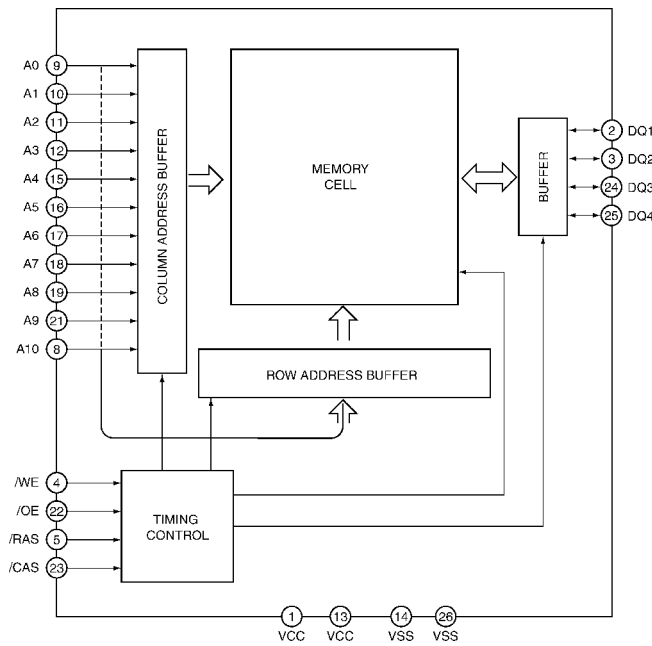 A0 9
A1 10
A2 11
A3 12
A4 15
A5 16
A6 17
A7 18
A8 19
A9 21
A10 8
COLUMN ADDRESS BUFFER
MEMORY
CELL
BUFFER
2 DQ1
3 DQ2
24 DQ3
25 DQ4
ROW ADDRESS BUFFER
/WE 4
/OE 22
/RAS 5
/CAS 23
TIMING
CONTROL
1 13 14 26
VCC VCC VSS VSS